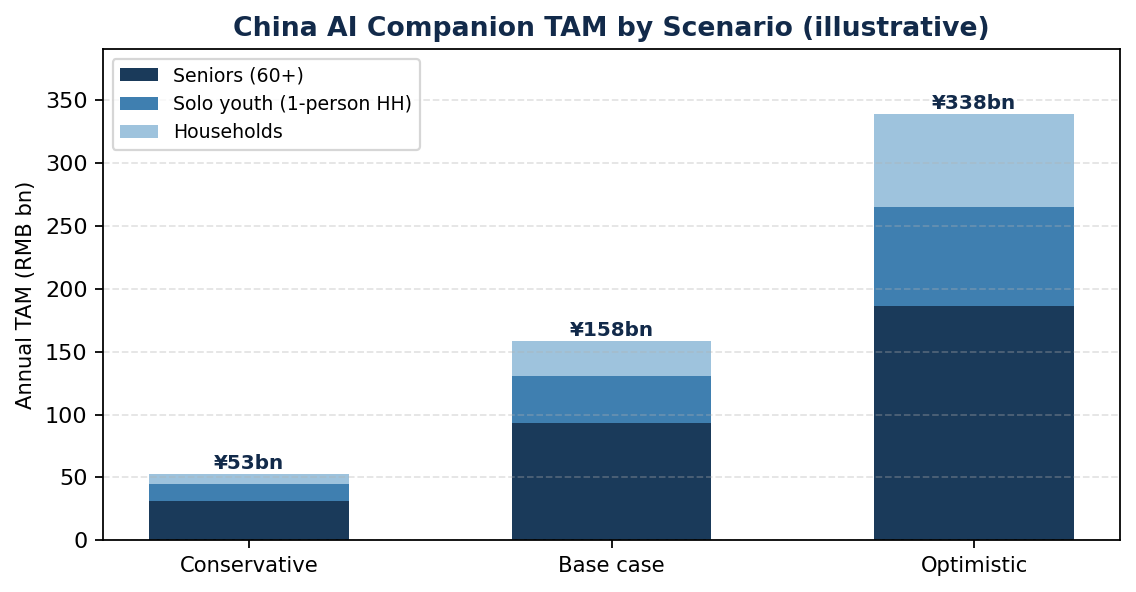 China AI Companion TAM by Scenario (illustrative)
Seniors (60+)
Solo youth (1-person HH)
Households
Annual TAM (RMB bn)
350
300
250
200
150
100
50
0
¥53bn
¥158bn
¥338bn
Conservative
Base case
Optimistic